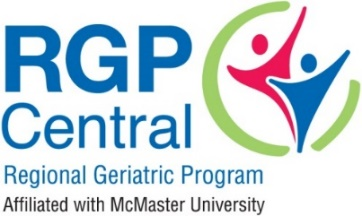 RGP
Central
Regional Geriatric Program
Affiliated with McMaster University